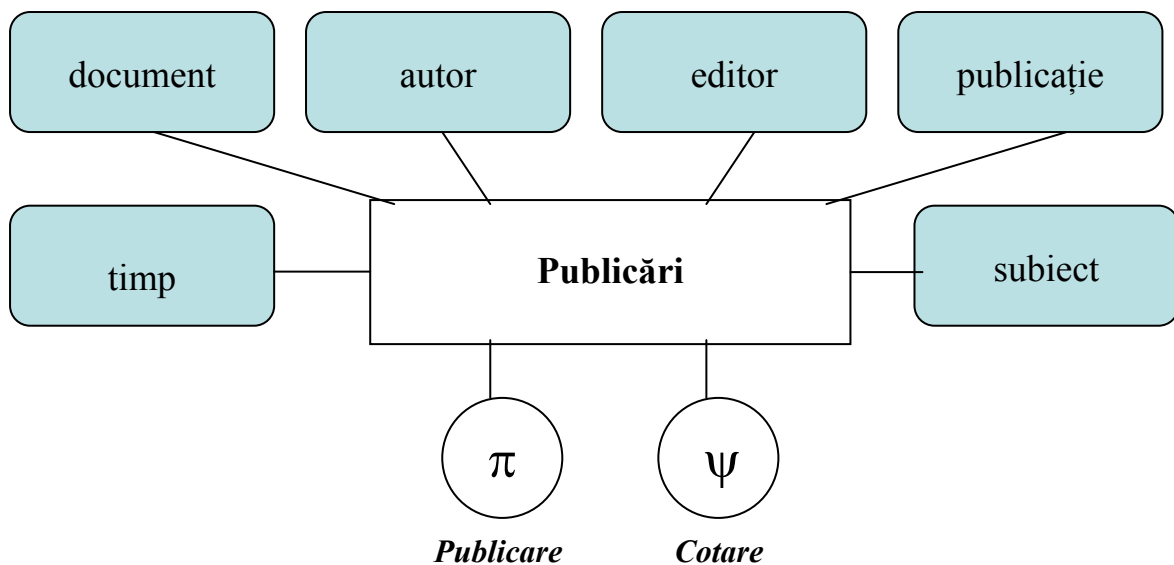 document
autor
editor
publicație
timp
Publicări
subiect
π
ψ
Publicare
Cotare